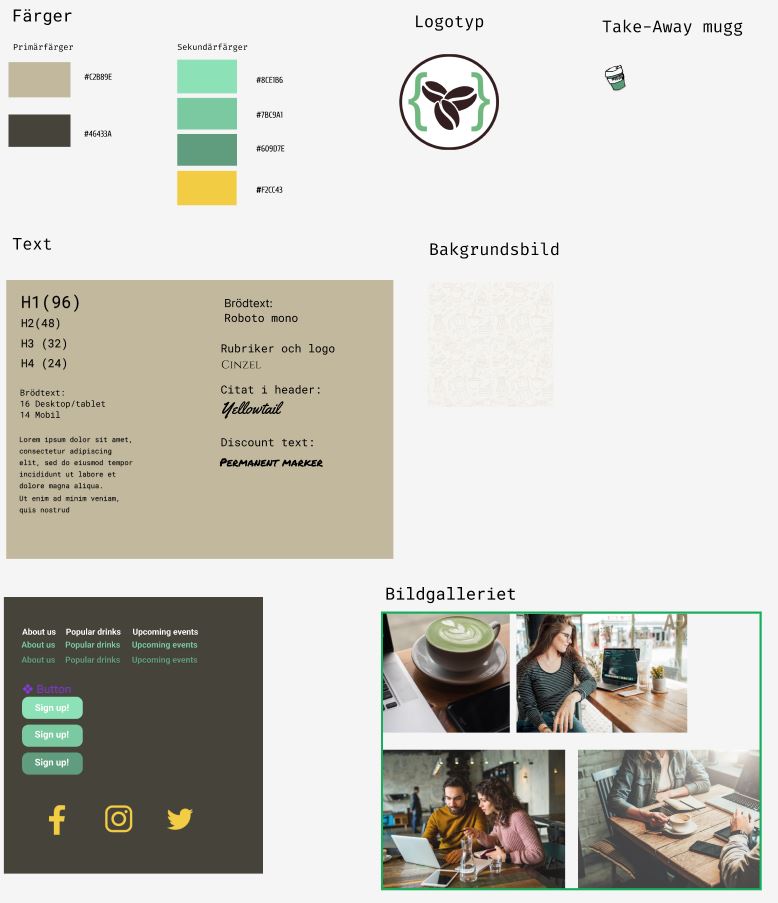 Färger
Primärfärger
#C2B89E
#46433A
Sekundärfärger
#8CE1B6
#7BC9A1
#609D7E
#F2CC43
Logotyp
{ }
Take-Away mugg
Text
H1(96)
H2(48)
H3 (32)
H4 (24)
Brödtext:
16 Desktop/tablet
14 Mobil
Lorem ipsum dolor sit amet,
consectetur adipiscing
elit, sed do eiusmod tempor
incididunt ut labore et
dolore magna aliqua.
Ut enim ad minim veniam,
quis nostrud
Brödtext:
Roboto mono
Rubriker och logo
Cinzel
Citat i header:
Yellowtail
Discount text:
Permanent marker
Bakgrundsbild
About us Popular drinks Upcoming events
About us Popular drinks Upcoming events
About us Popular drinks Upcoming events
Button
Sign up!
Sign up!
Sign up!
Bildgalleriet